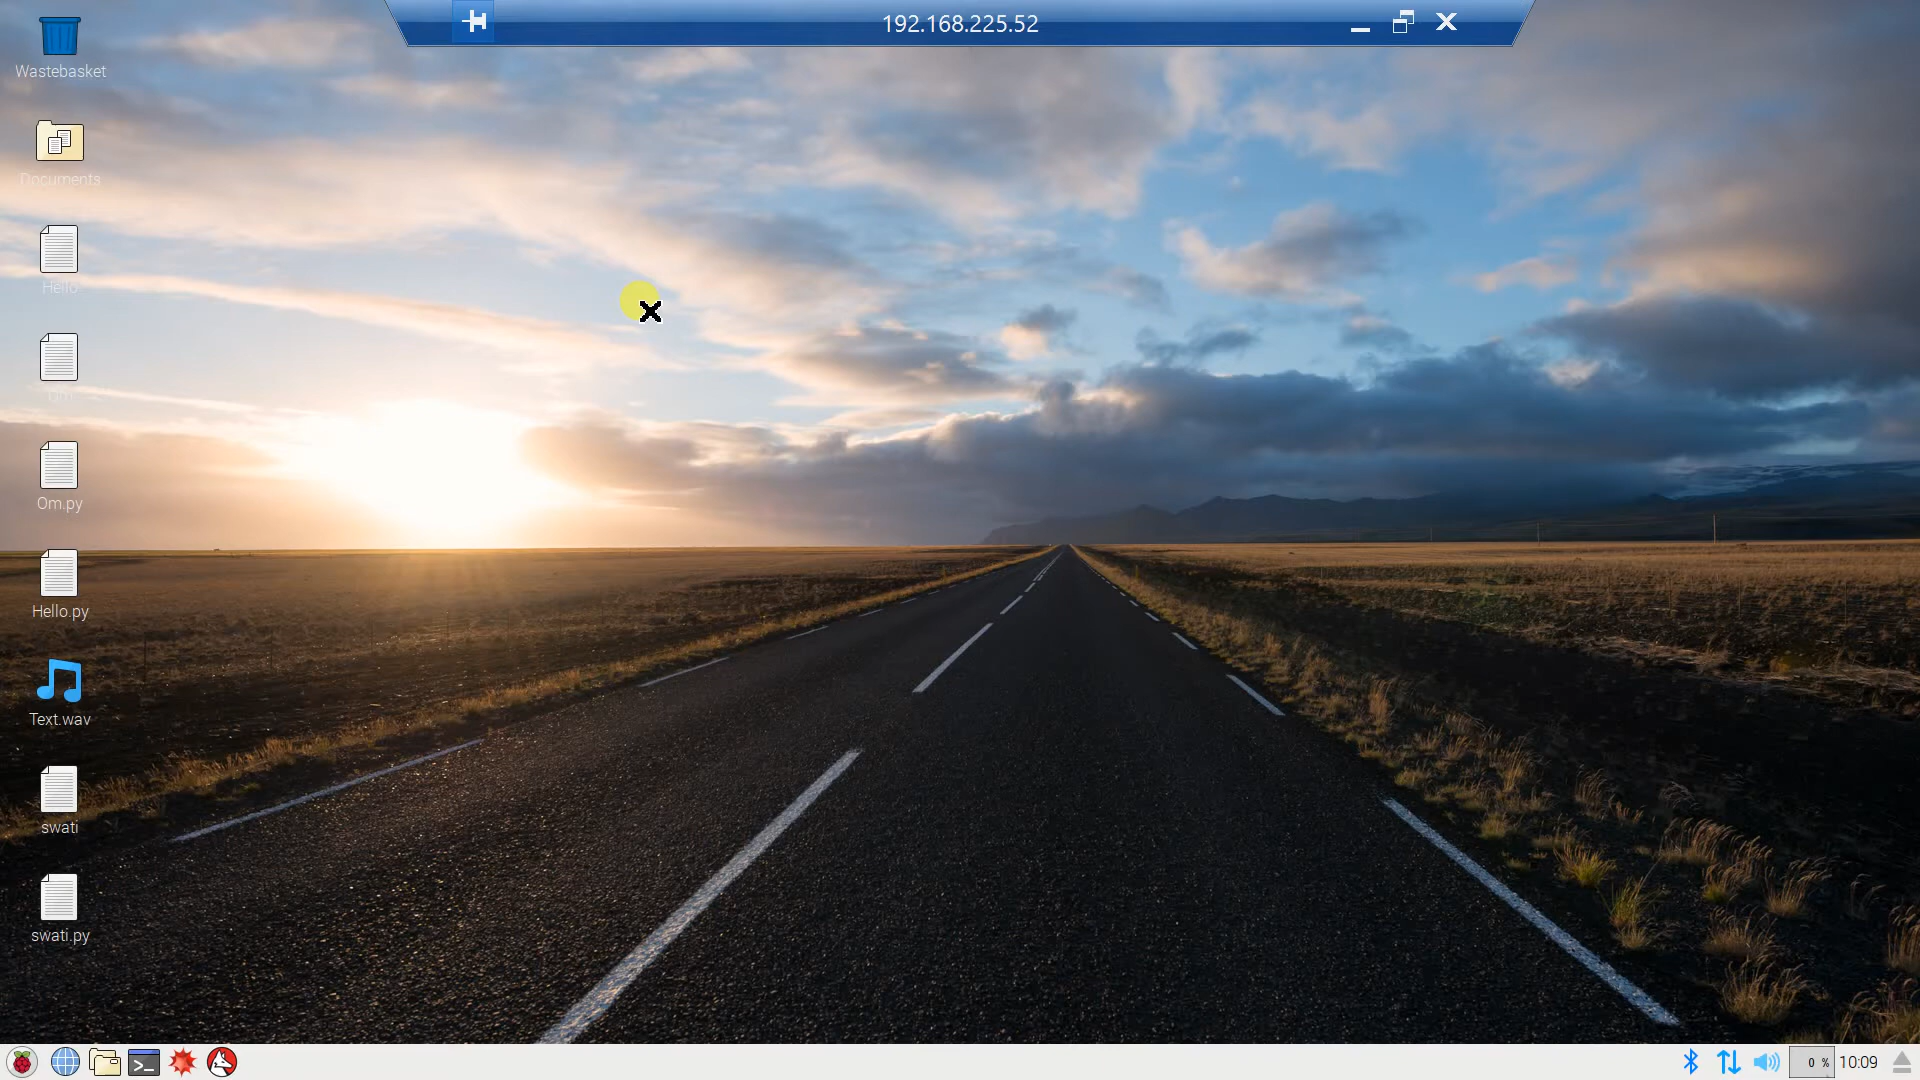 192.168.225.52
Wastebasket
Documents
Hello
Om
Om.py
Hello.py
Text.wav
swati
swati.py
0 %
10:09